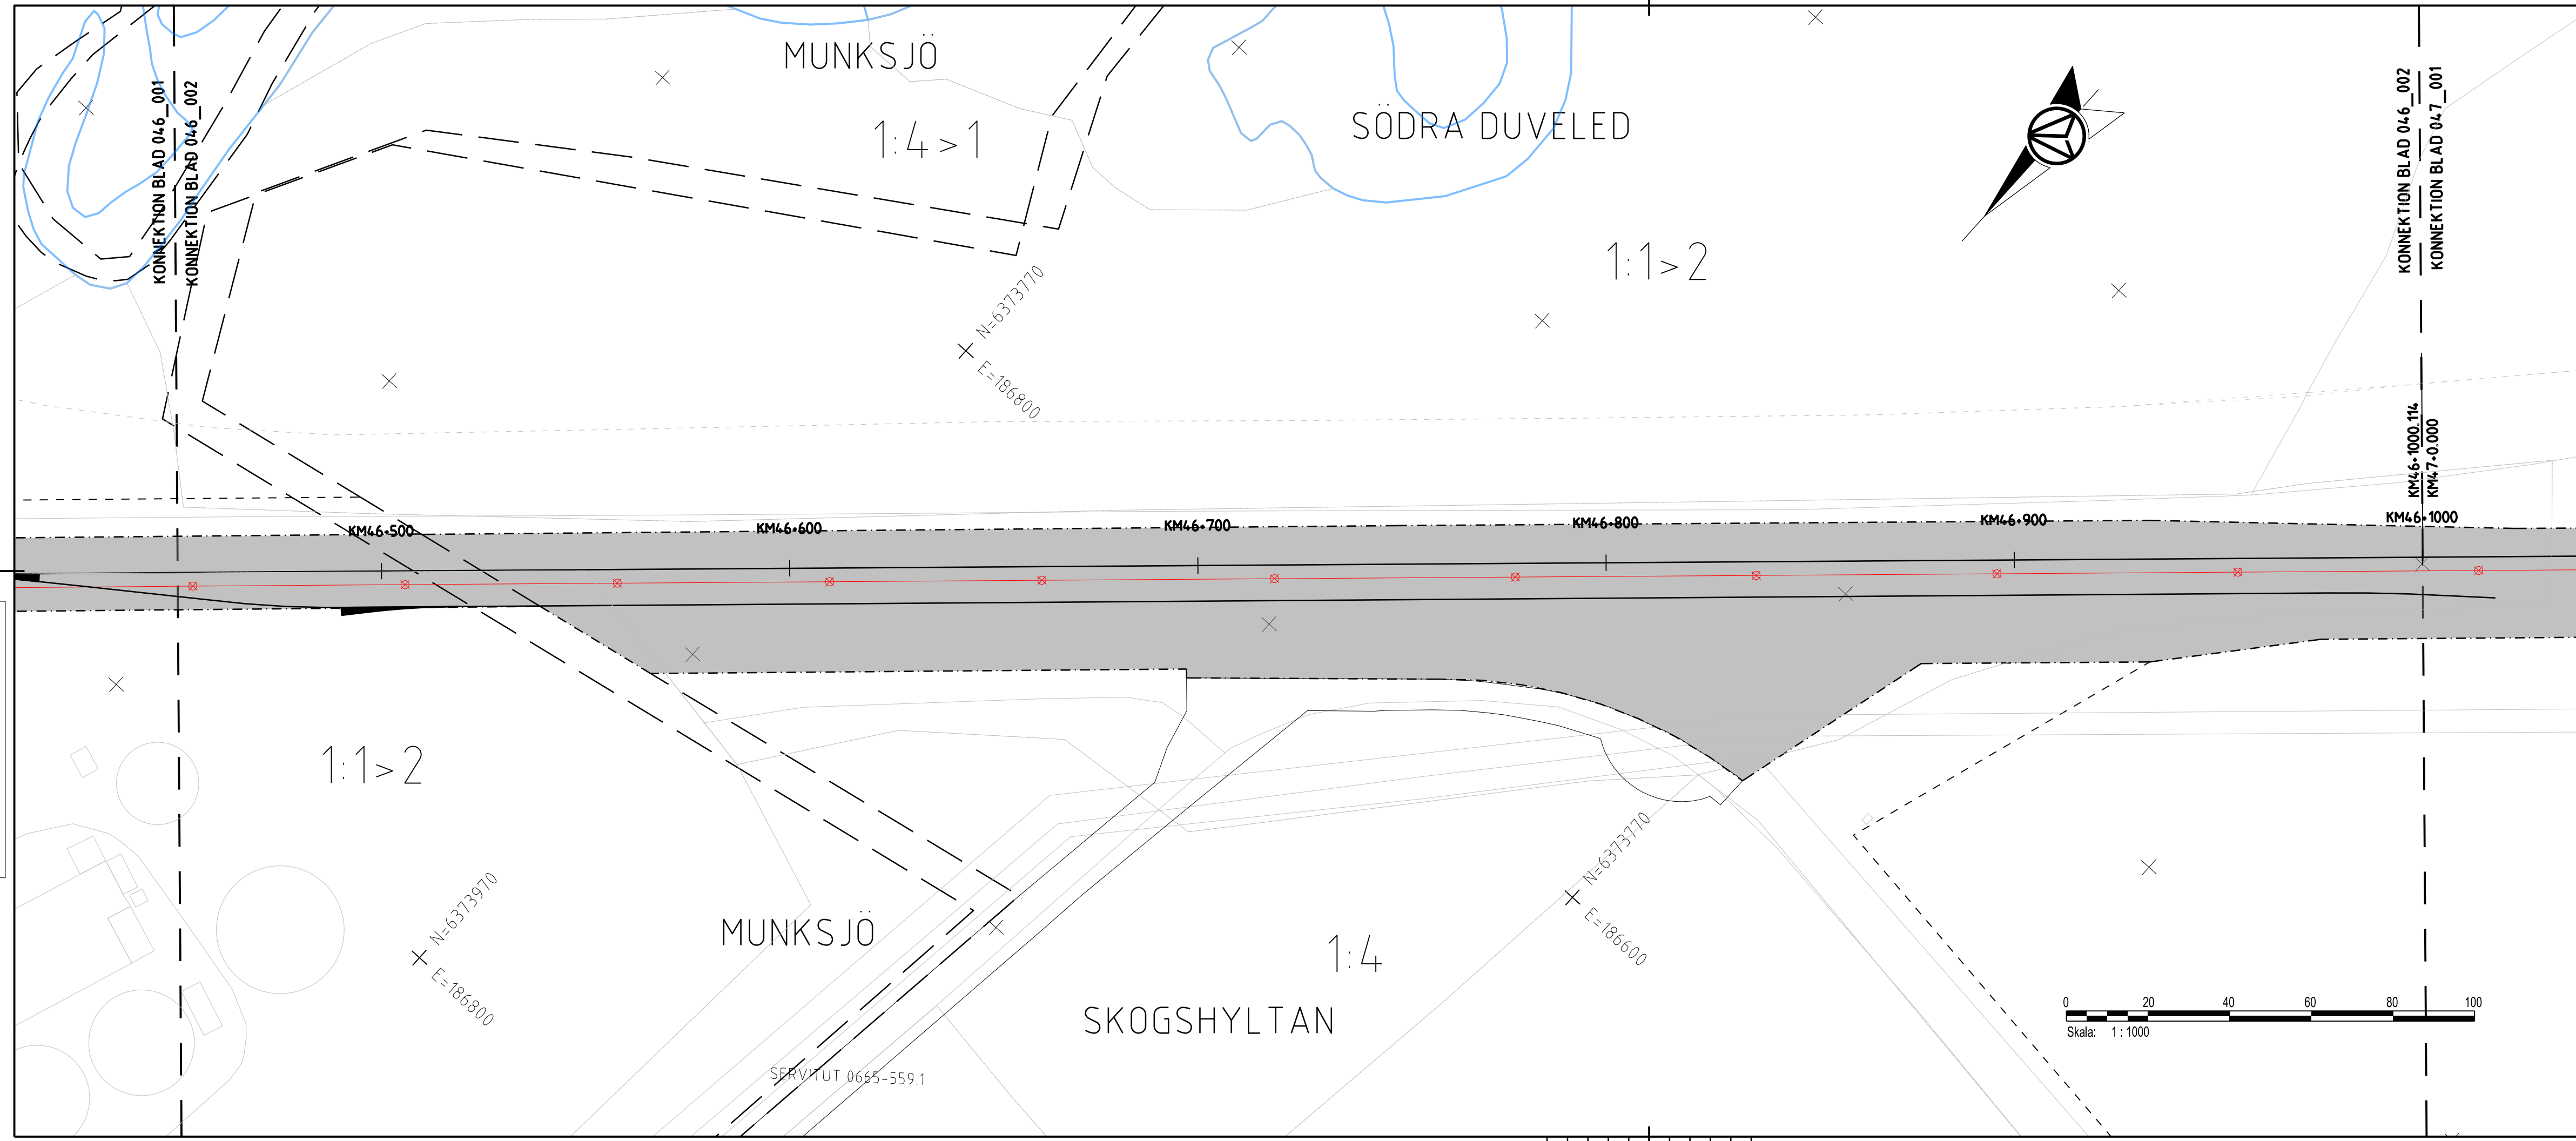 KONNEKTION BLAD 046_001
KONNEKTION BLAD 046_002
MUNKSJÖ
1:4>1
SÖDRA DUVELED
1:1>2
KONNEKTION BLAD 046_002
KONNEKTION BLAD 047_001
N=6373770
E=186800
KM46+1000.114
KM47+0.000
KM46+500
KM46+600
KM46+700
KM46+800
KM46+900
KM46+1000
1:1>2
N=6373970
E=186800
MUNKSJÖ
N=6373770
E=186600
1:4
SKOGSHYLTAN
SERVITUT 0665-559.1
0 20 40 60 80 100
Skala: 1 : 1000